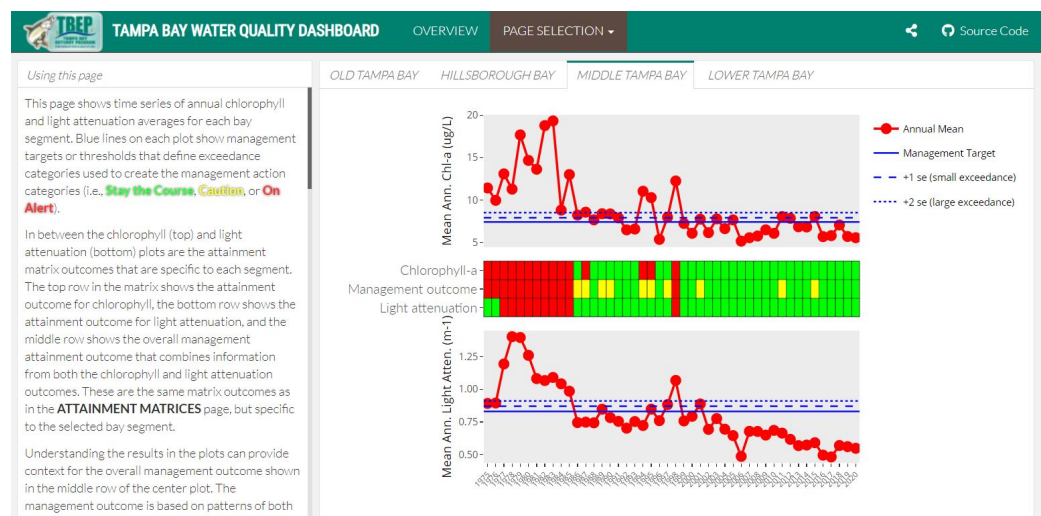 TBEP
TAMPA BAY
ESTUARY PROGRAM
TAMPA BAY WATER QUALITY DASHBOARD
OVERVIEW
PAGE SELECTION
Source Code
Using this page
This page shows time series of annual chlorophyll
and light attenuation averages for each bay
segment. Blue lines on each plot show management
targets or thresholds that define exceedance
categories used to create the management action
categories (i.e., Stay the Course, Caution, or On
Alert).
In between the chlorophyll (top) and light
attenuation (bottom) plots are the attainment
matrix outcomes that are specific to each segment.
The top row in the matrix shows the attainment
outcome for chlorophyll, the bottom row shows the
attainment outcome for light attenuation, and the
middle row shows the overall management
attainment outcome that combines information
from both the chlorophyll and light attenuation
outcomes. These are the same matrix outcomes as
in the ATTAINMENT MATRICES page, but specific
to the selected bay segment.
Understanding the results in the plots can provide
context for the overall management outcome shown
in the middle row of the center plot. The
management outcome is based on patterns of both
OLD TAMPA BAY
HILLSBOROUGH BAY
MIDDLE TAMPA BAY
LOWER TAMPA BAY
Mean Ann. Chl-a (ug/L)
20
15
10
5
Annual Mean
Management Target
+1 se (small exceedance)
+2 se (large exceedance)
Chlorophyll-a
Management outcome
Light attenuation
Mean Ann. Light Atten. (m-1)
1.25
1.00
0.75
0.50